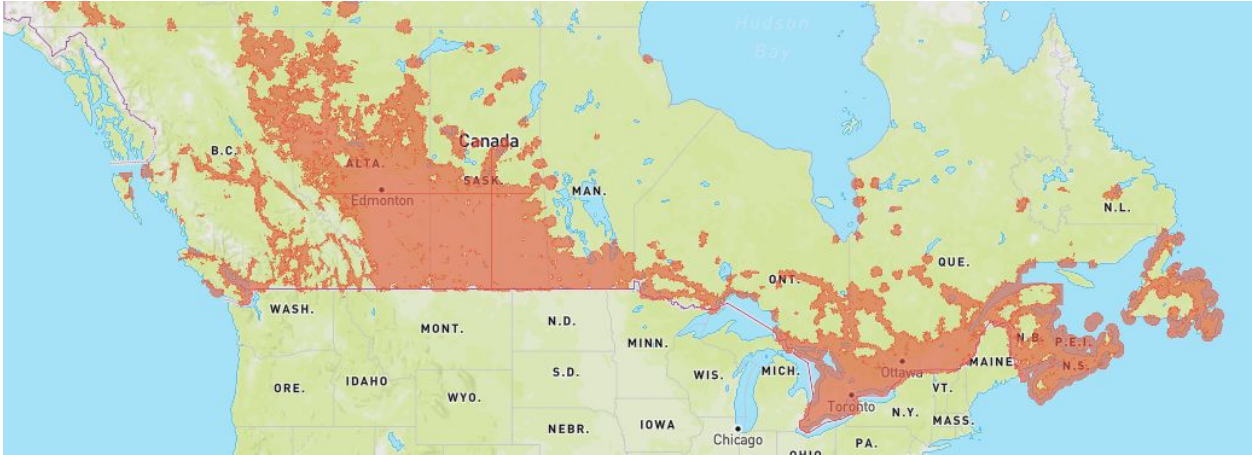 Hudson
Bay
Canada
B.C.
ALTA.
SASK.
Edmonton
MAN.
N.L.
QUE.
ONT.
WASH.
N.D.
MONT.
MINN.
N.B.
P.E.I.
MAINE
N.S.
Ottawa
S.D.
WIS.
MICH.
ORE.
IDAHO
VT.
WYO.
Toronto
N.Y.
MASS.
NEBR.
IOWA
Chicago
PA.
OHIO